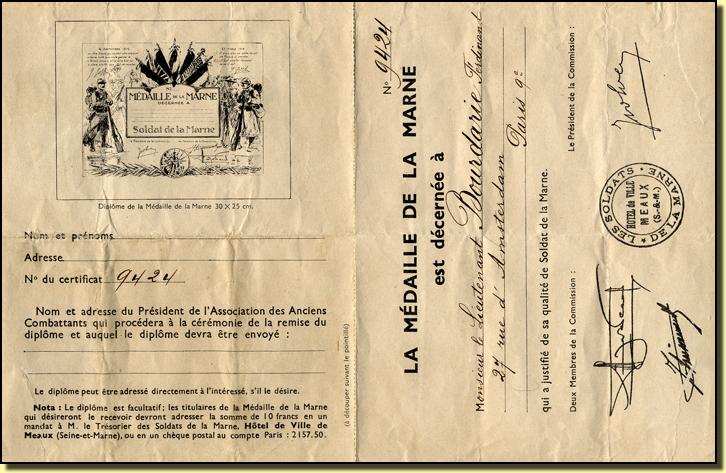 MÉDAILLE DE LA MARNE
DÉCERNÉE A
Soldat de la Marne
Diplôme de la Médaille de la Marne 30 X 25 cm.
Nom et prénoms
Adresse
No du certificat 9424
Nom et adresse du Président de l'Association des Anciens
Combattants qui procédera à la cérémonie de la remise du
diplôme et auquel le diplôme devra être envoyé :
Le diplôme peut être adressé directement à l'intéressé, s'il le désire.
Nota : Le diplôme est facultatif; les titulaires de la Médaille de la Marne
qui désireront le recevoir devront adresser la somme de 10 francs en un
mandat à M. le Trésorier des Soldats de la Marne, Hôtel de Ville de
Meaux (Seine-et-Marne), ou en un chèque postal au compte Paris : 2157.50.
(à découper suivant le pointillé)
No 9424
LA MÉDAILLE DE LA MARNE
est décernée à
Monsieur le Lieutenant Bourdarie Ferdinand
27 rue d'Amsterdam Paris 9e
qui a justifié de sa qualité de Soldat de la Marne.
Deux Membres de la Commission :
Le Président de la Commission :
LES SOLDATS DE LA MARNE
HÔTEL de VILLE
MEAUX
(S.-&-M.)